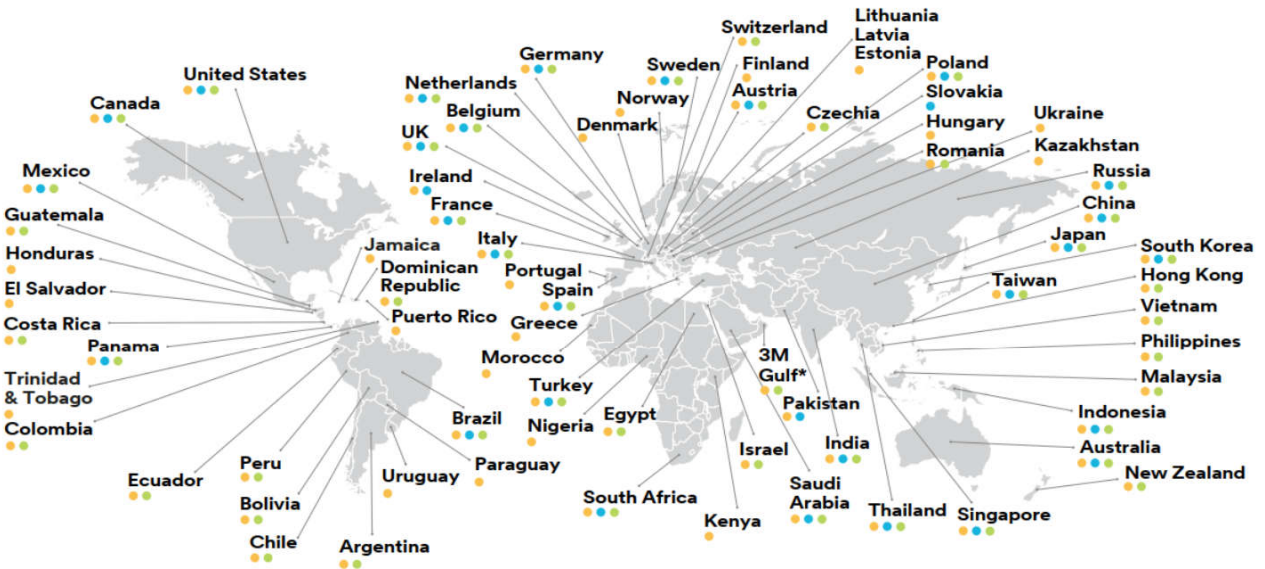 United States
Canada
Mexico
Guatemala
Honduras
El Salvador
Costa Rica
Panama
Trinidad
& Tobago
Colombia
Ecuador
Peru
Bolivia
Chile
Argentina
Jamaica
Dominican
Republic
Puerto Rico
Brazil
Paraguay
Uruguay
Germany
Netherlands
Belgium
UK
Ireland
France
Italy
Portugal
Spain
Greece
Morocco
Turkey
Nigeria
Egypt
South Africa
Switzerland
Sweden
Finland
Norway
Austria
Denmark
Lithuania
Latvia
Estonia
Poland
Slovakia
Czechia
Hungary
Romania
Ukraine
Kazakhstan
Russia
China
Japan
South Korea
Taiwan
Hong Kong
Vietnam
Philippines
Malaysia
Indonesia
Australia
New Zealand
3M
Gulf*
Pakistan
India
Israel
Saudi
Arabia
Kenya
Thailand
Singapore